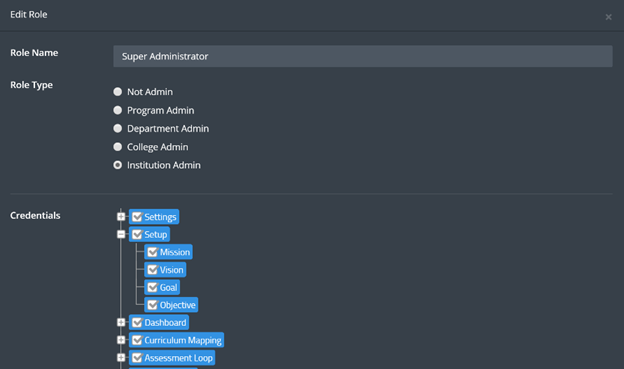 Edit Role
Role Name
Super Administrator
Role Type
Not Admin
Program Admin
Department Admin
College Admin
Institution Admin
Credentials
Settings
Setup
Mission
Vision
Goal
Objective
Dashboard
Curriculum Mapping
Assessment Loop